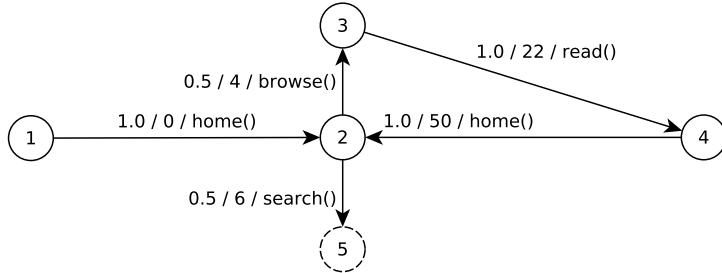 3
1.0 / 22 / read()
0.5 / 4 / browse()
1.0 / 0 / home()
1.0 / 50 / home()
1
2
4
0.5 / 6 / search()
5